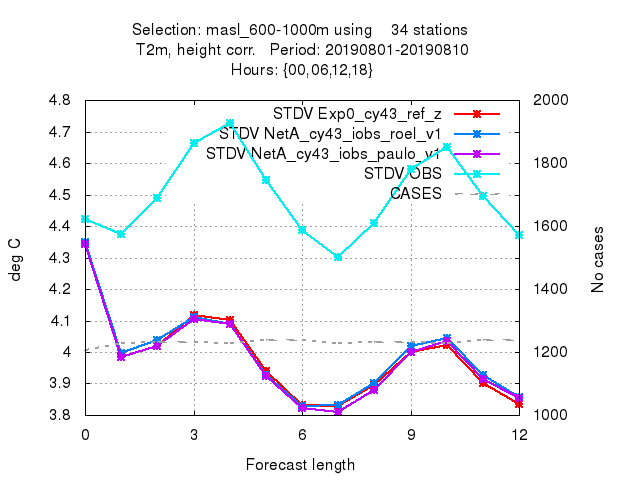 Selection: masl_600-1000m using    34 stations
T2m, height corr.   Period: 20190801-20190810
Hours: {00,06,12,18}
STDV Exp0_cy43_ref_z
STDV NetA_cy43_iobs_roel_v1
STDV NetA_cy43_iobs_paulo_v1
STDV OBS
CASES
deg C
4.8
4.7
4.6
4.5
4.4
4.3
4.2
4.1
4
3.9
3.8
No cases
2000
1800
1600
1400
1200
1000
0 3 6 9 12
Forecast length